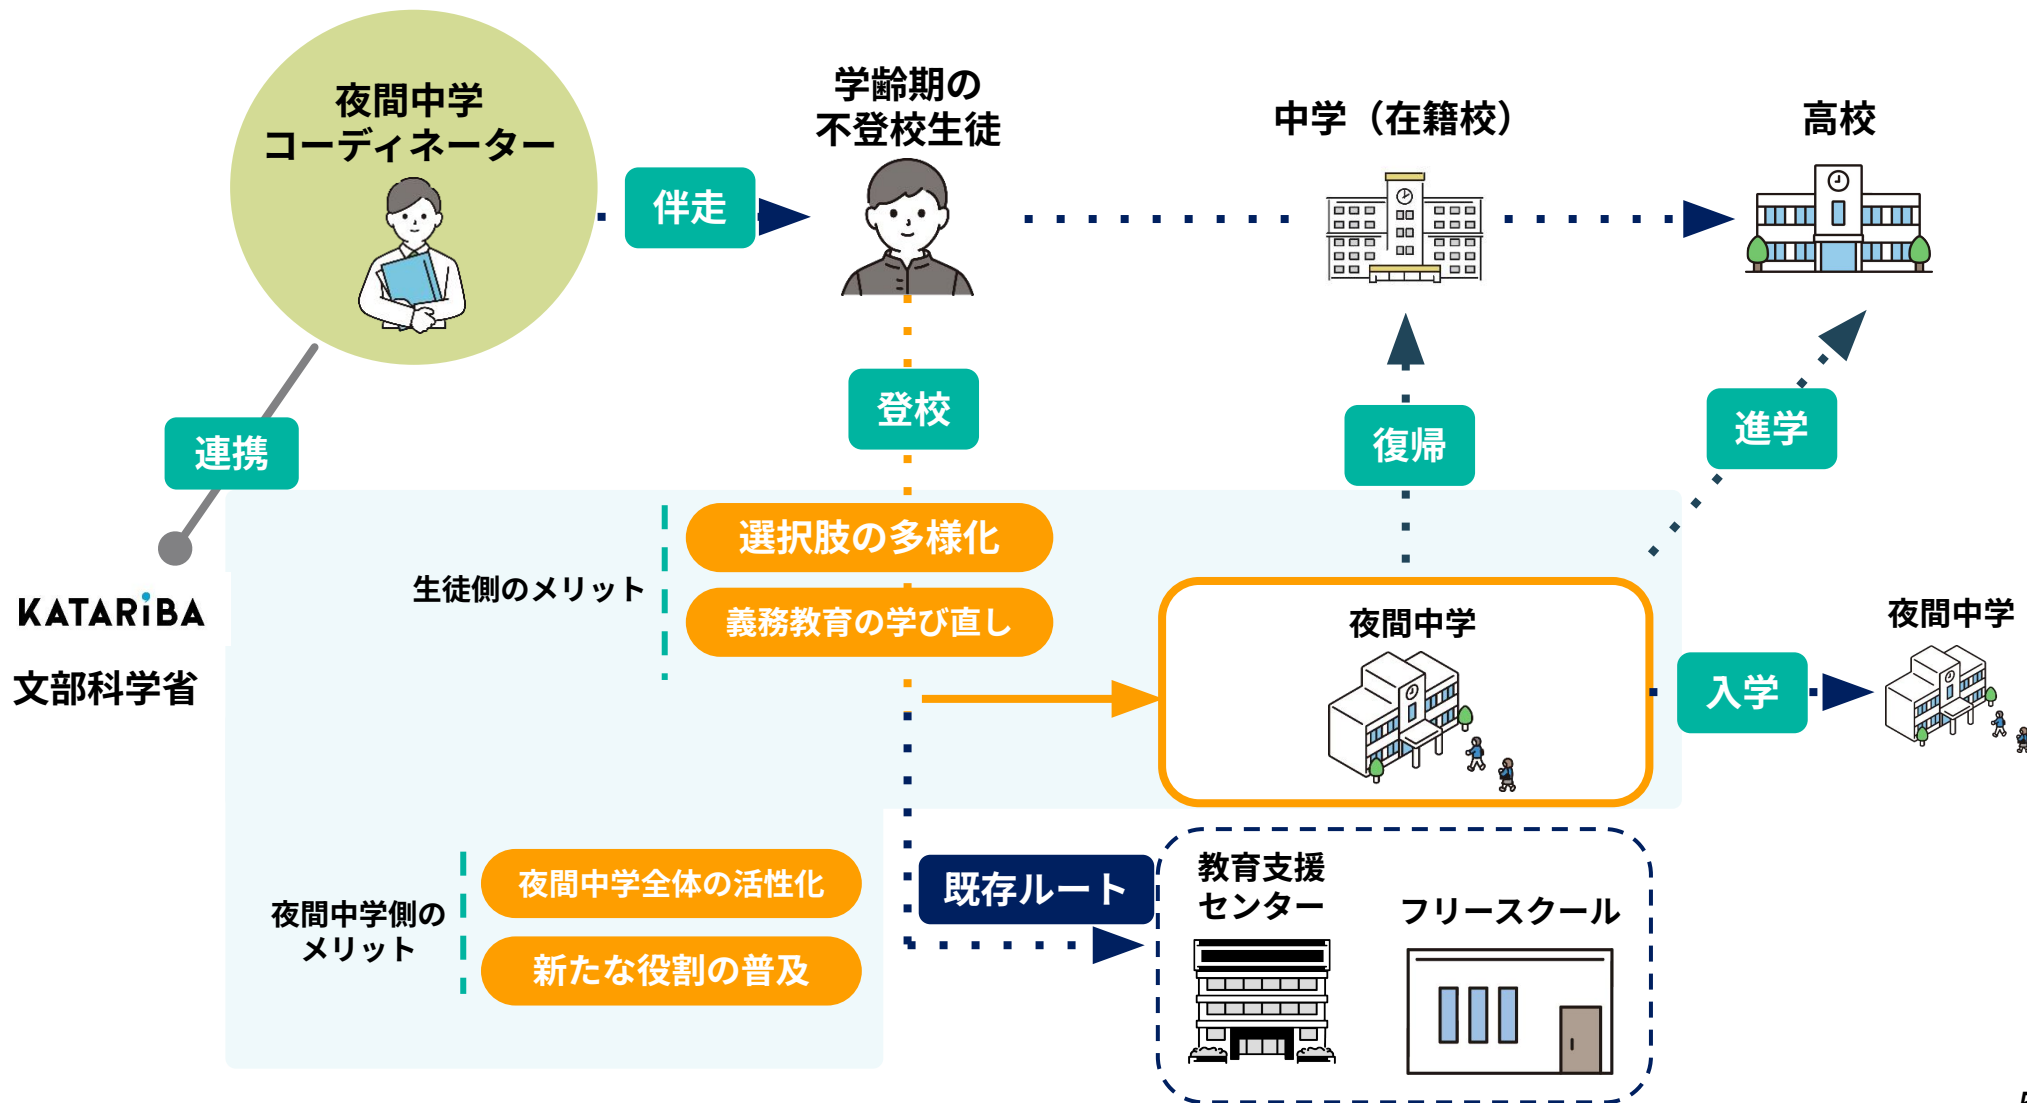 夜間中学
コーディネーター
伴走
学齢期の
不登校生徒
中学（在籍校）
高校
連携
登校
復帰
進学
生徒側のメリット
選択肢の多様化
義務教育の学び直し
KATARiBA
文部科学省
夜間中学
入学
夜間中学
夜間中学側の
メリット
夜間中学全体の活性化
新たな役割の普及
既存ルート
教育支援
センター
フリースクール